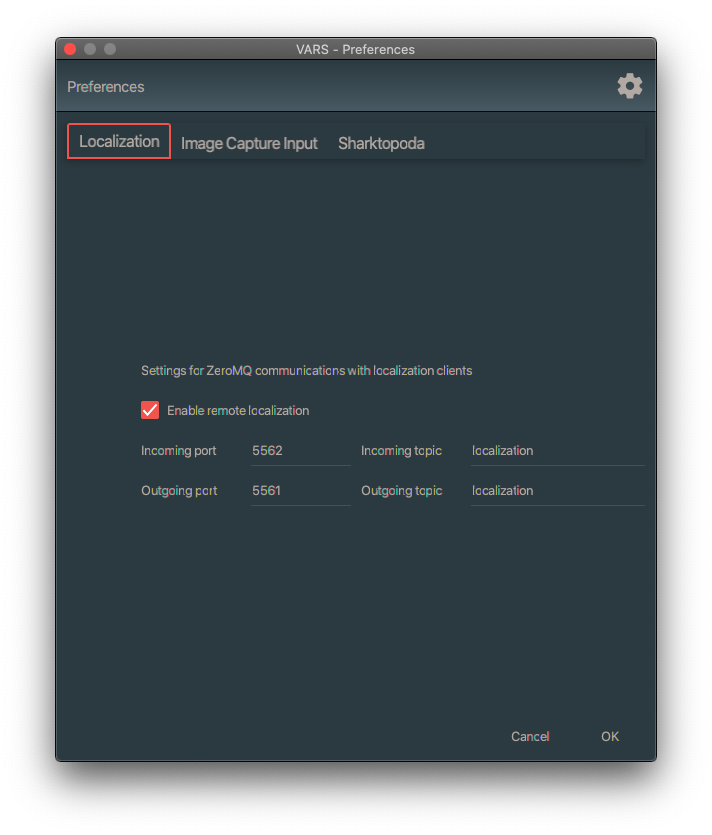 VARS - Preferences
Preferences
Localization Image Capture Input Sharktopoda
Settings for ZeroMQ communications with localization clients
Enable remote localization
Incoming port 5562 Incoming topic localization
Outgoing port 5561 Outgoing topic localization
Cancel OK